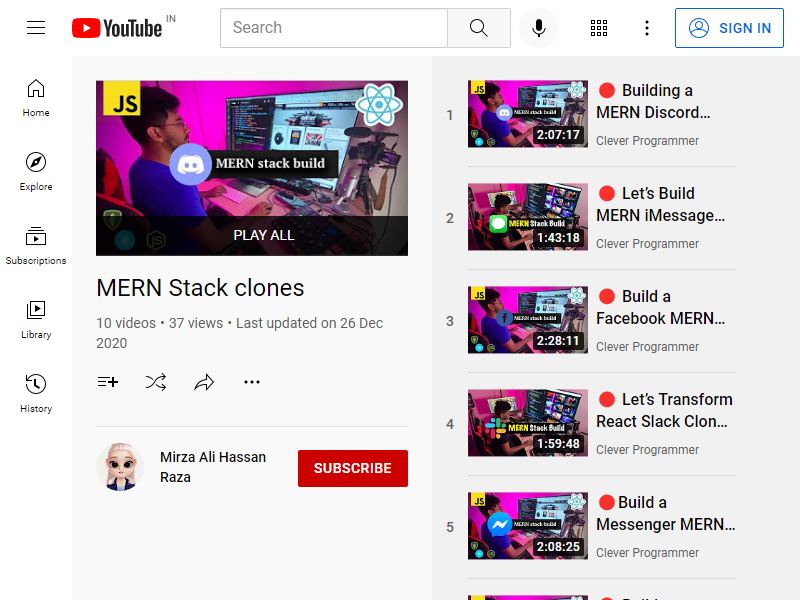 YouTube IN
Search
SIGN IN
Home
Explore
Subscriptions
Library
History
JS
MERN stack build
PLAY ALL
MERN Stack clones
10 videos • 37 views • Last updated on 26 Dec
2020
Mirza Ali Hassan
Raza
SUBSCRIBE
1
JS
MERN stack build
2:07:17
🔴 Building a
MERN Discord…
Clever Programmer
2
MERN Stack Build
1:43:18
🔴 Let’s Build
MERN iMessage…
Clever Programmer
3
JS
MERN stack build
2:28:11
🔴 Build a
Facebook MERN…
Clever Programmer
4
MERN Stack Build
1:59:48
🔴 Let’s Transform
React Slack Clon…
Clever Programmer
5
JS
MERN stack build
2:08:25
🔴Build a
Messenger MERN…
Clever Programmer